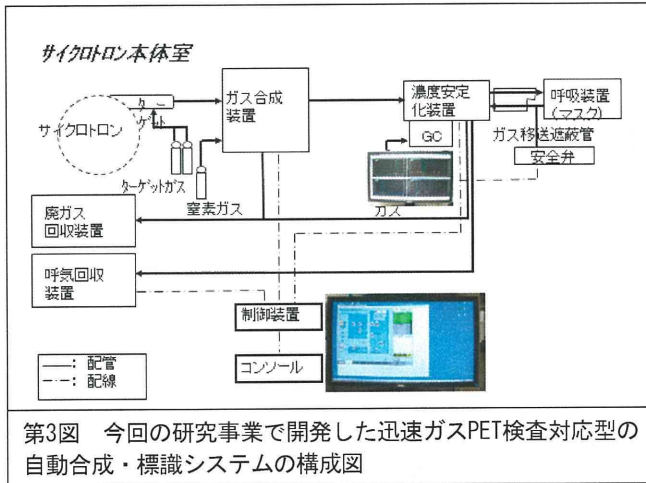 サイクロトロン本体室
ターゲット
サイクロトロン
ターゲットガス
窒素ガス
ガス合成
装置
濃度安定
化装置
GC
ガス
呼吸装置
(マスク)
ガス移送遮蔽管
安全弁
廃ガス
回収装置
呼気回収
装置
制御装置
コンソール
——: 配管
—·—: 配線
第3図 今回の研究事業で開発した迅速ガスPET検査対応型の
自動合成・標識システムの構成図